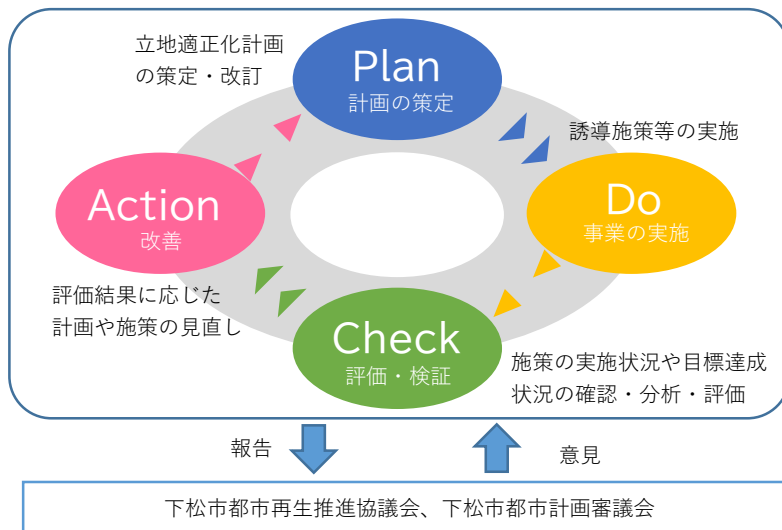 立地適正化計画
の策定・改訂
Plan
計画の策定
誘導施策等の実施
Do
事業の実施
Action
改善
評価結果に応じた
計画や施策の見直し
Check
評価・検証
施策の実施状況や目標達成
状況の確認・分析・評価
報告
意見
下松市都市再生推進協議会、下松市都市計画審議会